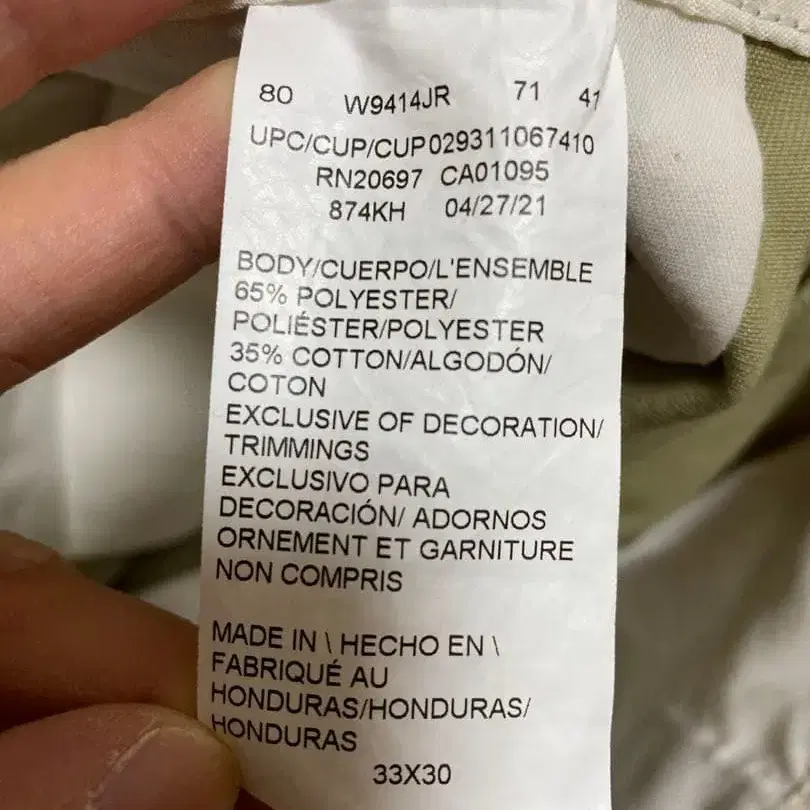 80 W9414JR 71 41
UPC/CUP/CUP029311067410
RN20697 CA01095
874KH 04/27/21
BODY/CUERPO/L'ENSEMBLE
65% POLYESTER/
POLIÉSTER/POLYESTER
35% COTTON/ALGODÓN/
COTON
EXCLUSIVE OF DECORATION/
TRIMMINGS
EXCLUSIVO PARA
DECORACIÓN/ ADORNOS
ORNEMENT ET GARNITURE
NON COMPRIS
MADE IN \ HECHO EN \
FABRIQUÉ AU
HONDURAS/HONDURAS/
HONDURAS
33X30